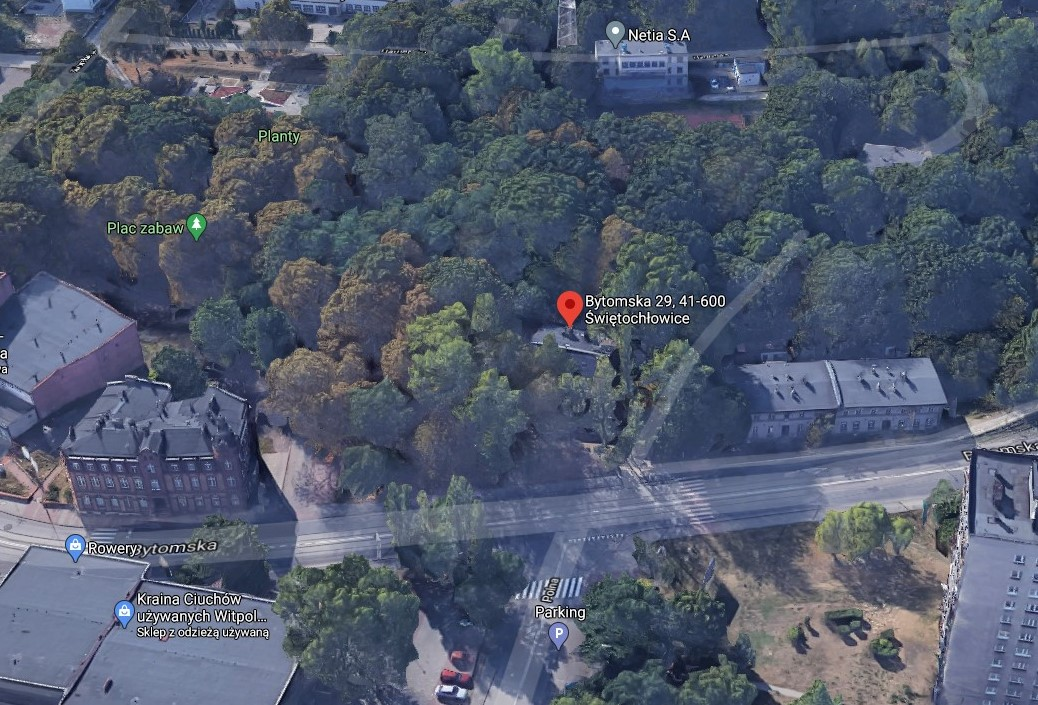 Netia S.A
Planty
Plac zabaw
Bytomska 29, 41-600
Świętochłowice
Rowery
Bytomska
Kraina Ciuchów
używanych Witpol...
Sklep z odzieżą używaną
Polna
Parking
P